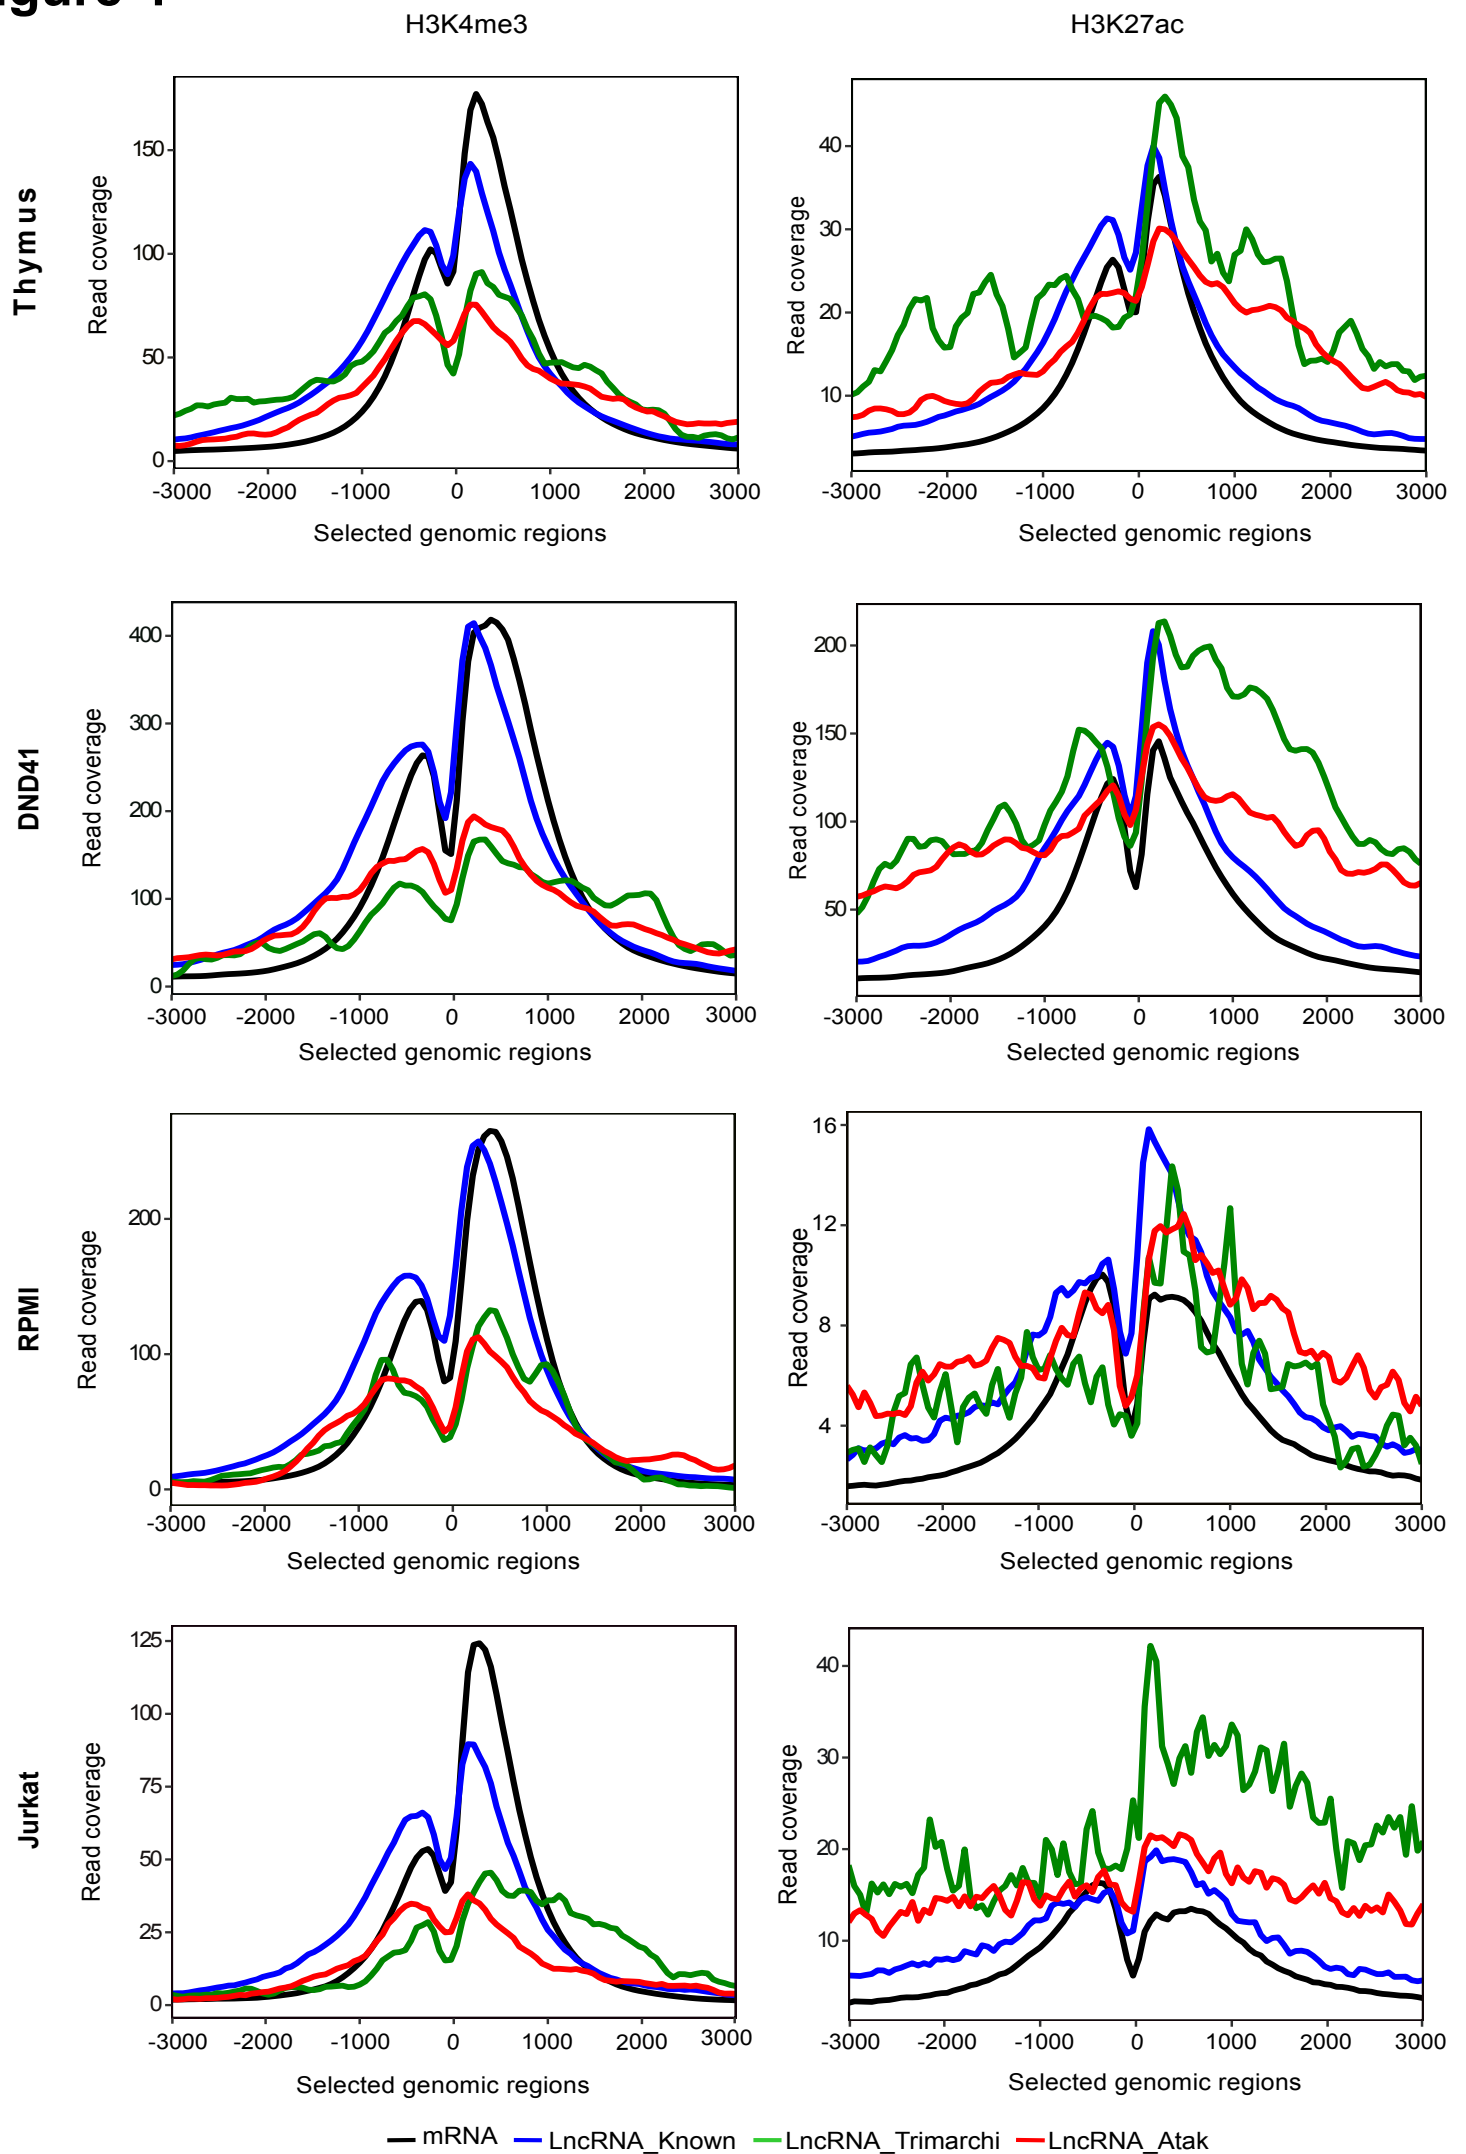 H3K4me3 H3K27ac
Thymus
Read coverage
150
100
50
0
-3000 -2000 -1000 0 1000 2000 3000
Selected genomic regions
Read coverage
40
30
20
10
-3000 -2000 -1000 0 1000 2000 3000
Selected genomic regions
DND41
Read coverage
400
300
200
100
0
-3000 -2000 -1000 0 1000 2000 3000
Selected genomic regions
Read coverage
200
150
100
50
-3000 -2000 -1000 0 1000 2000 3000
Selected genomic regions
RPMI
Read coverage
200
100
0
-3000 -2000 -1000 0 1000 2000 3000
Selected genomic regions
Read coverage
16
12
8
4
-3000 -2000 -1000 0 1000 2000 3000
Selected genomic regions
Jurkat
Read coverage
125
100
75
50
25
0
-3000 -2000 -1000 0 1000 2000 3000
Selected genomic regions
Read coverage
40
30
20
10
-3000 -2000 -1000 0 1000 2000 3000
Selected genomic regions
mRNA LncRNA_Known LncRNA_Trimarchi LncRNA_Atak